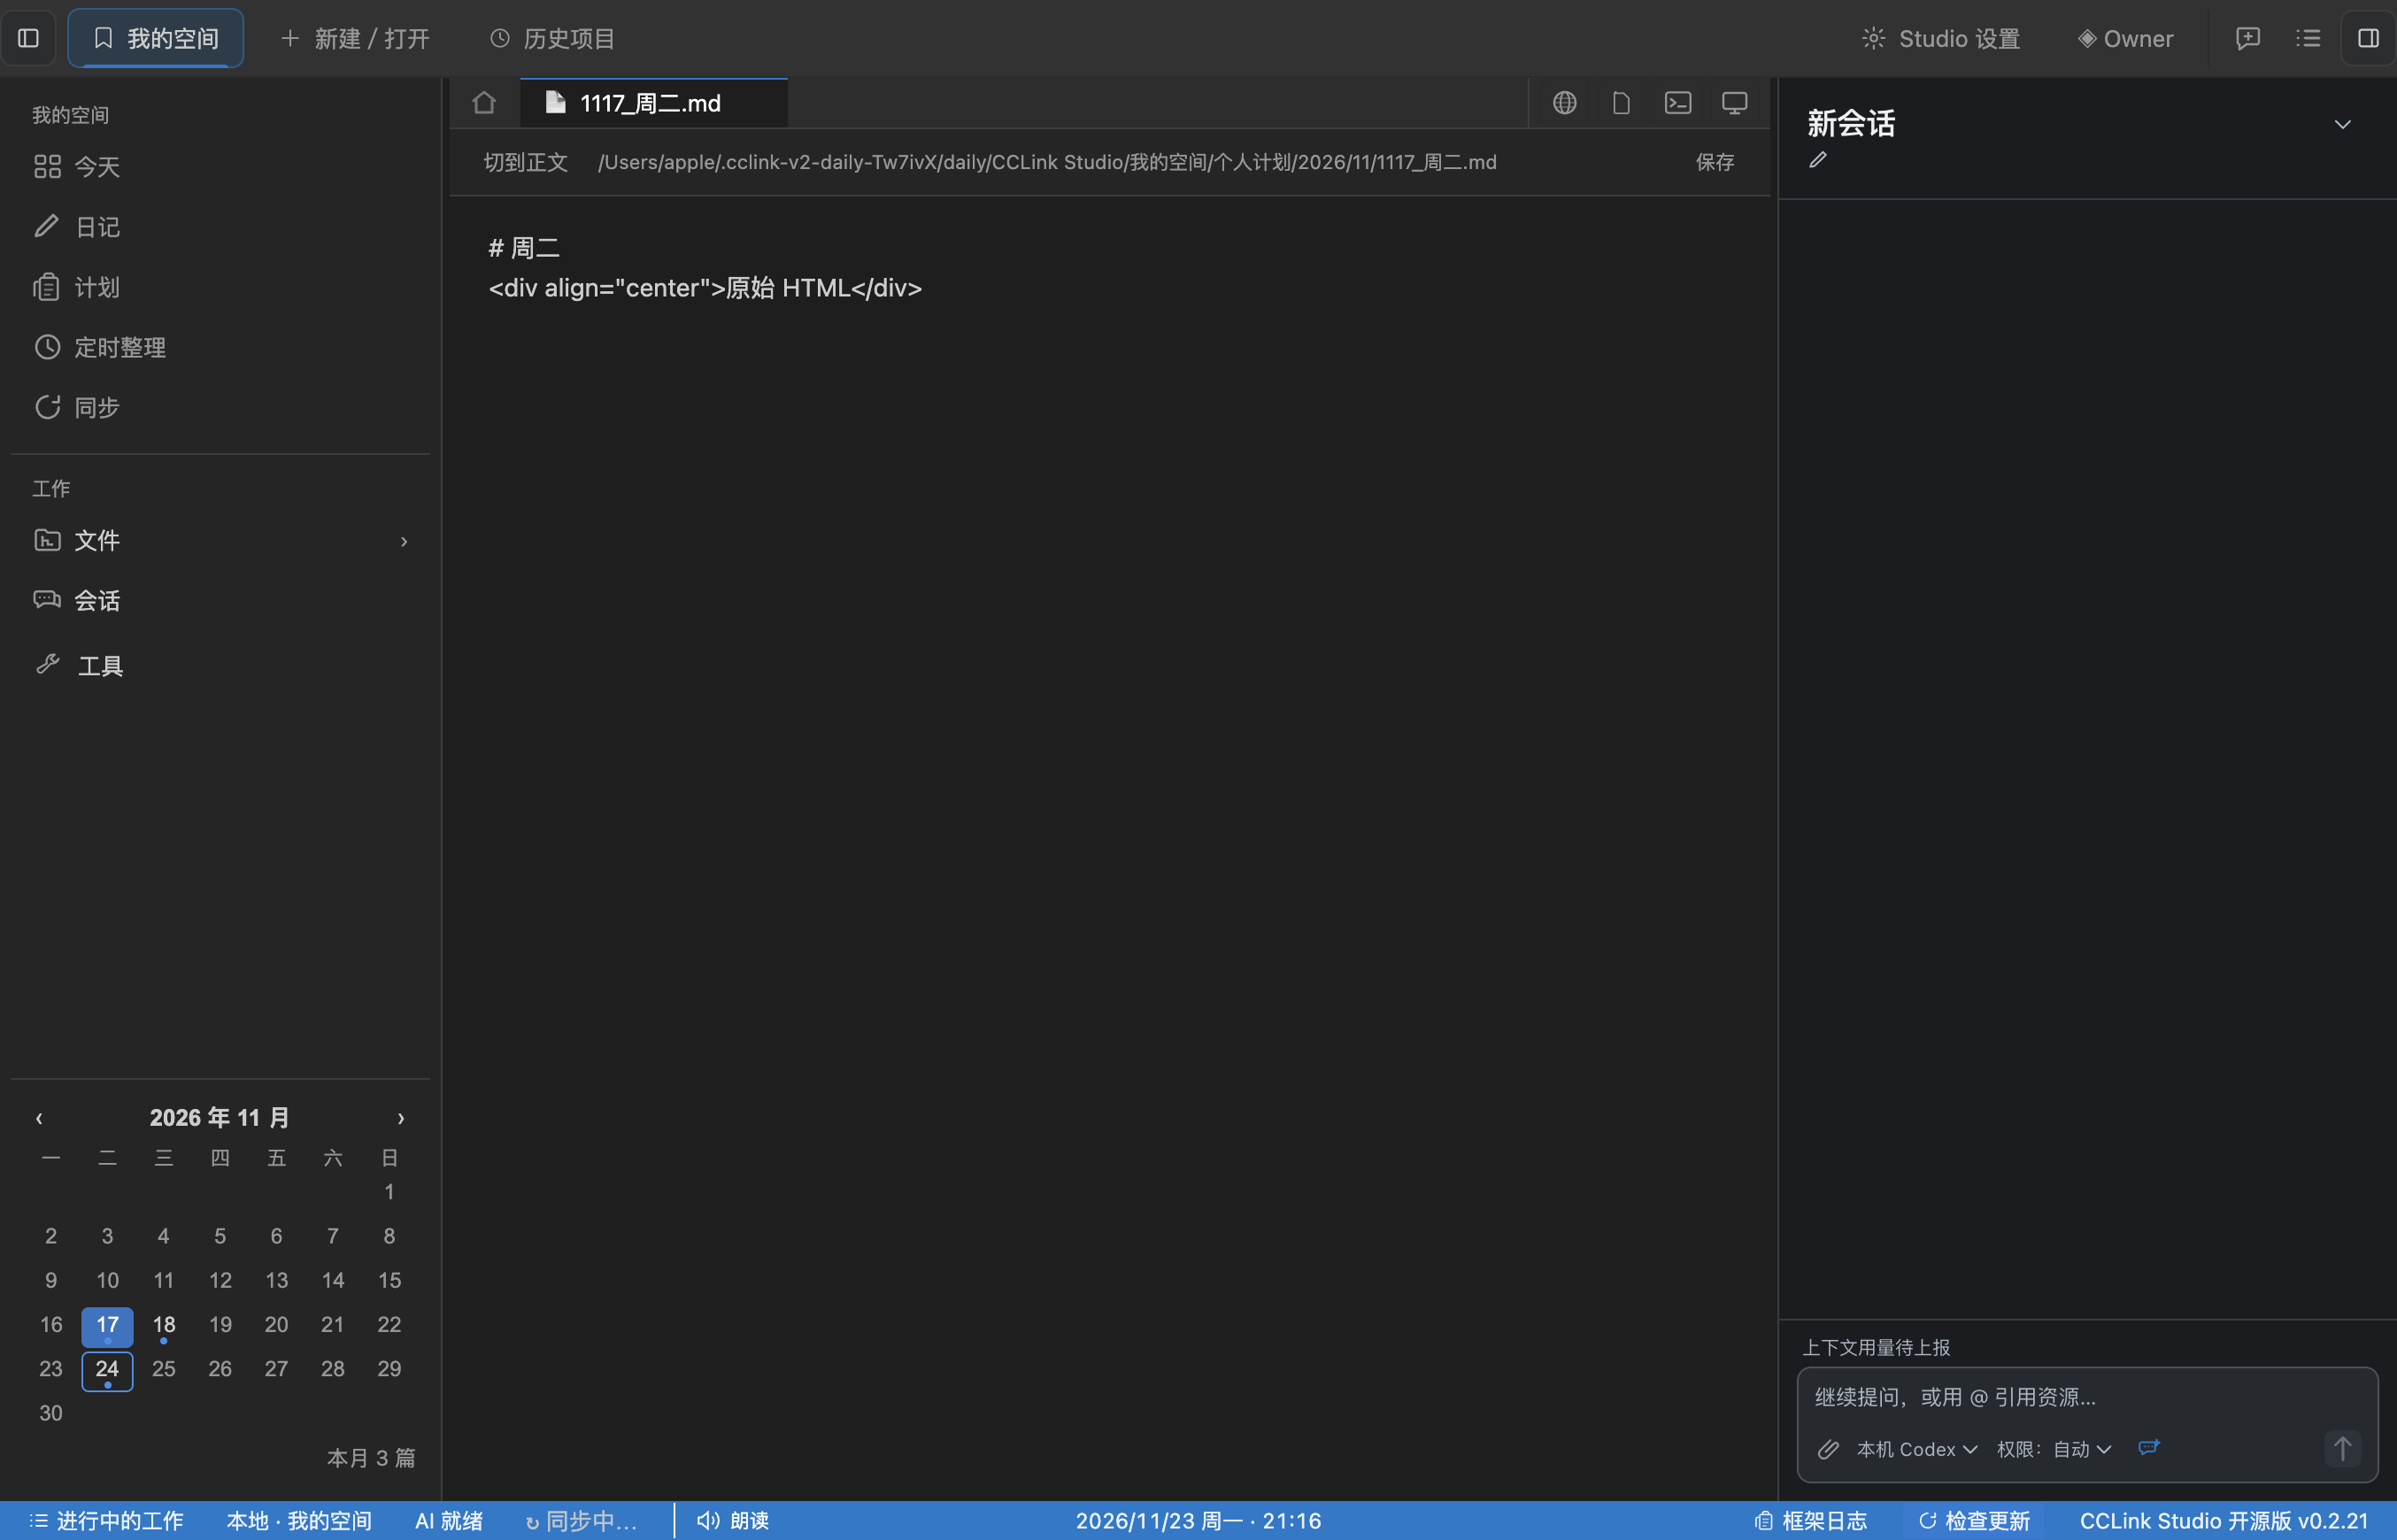 我的空间
新建 / 打开
历史项目
Studio 设置
Owner
我的空间
今天
日记
计划
定时整理
同步
工作
文件
会话
工具
2026 年 11 月
一 二 三 四 五 六 日
1
2 3 4 5 6 7 8
9 10 11 12 13 14 15
16 17 18 19 20 21 22
23 24 25 26 27 28 29
30
本月 3 篇
1117_周二.md
切到正文 /Users/apple/.cclink-v2-daily-Tw7ivX/daily/CCLink Studio/我的空间/个人计划/2026/11/1117_周二.md 保存
# 周二
<div align="center">原始 HTML</div>
新会话
上下文用量待上报
继续提问，或用 @ 引用资源...
本机 Codex 权限：自动
进行中的工作 本地 · 我的空间 AI 就绪 同步中... 朗读 2026/11/23 周一 · 21:16 框架日志 检查更新 CCLink Studio 开源版 v0.2.21